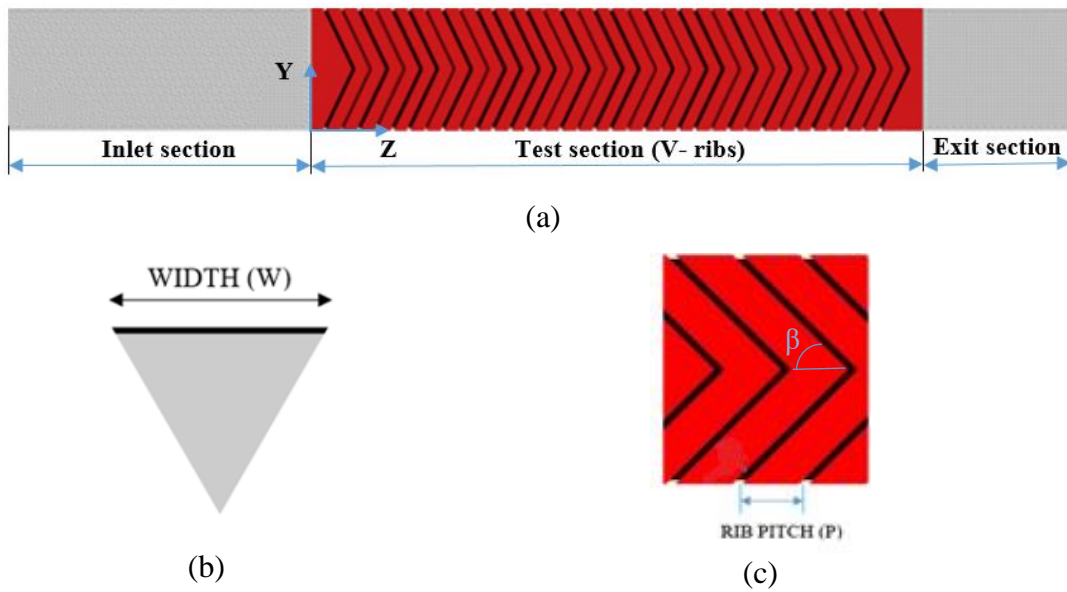 Y
Z
Inlet section
Test section (V- ribs)
Exit section
(a)
WIDTH (W)
β
RIB PITCH (P)
(b)
(c)